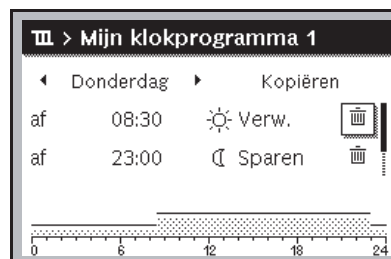 > Mijn klokprogramma 1
Donderdag Kopiëren
af 08:30 Verw.
af 23:00 Sparen
0 6 12 18 24